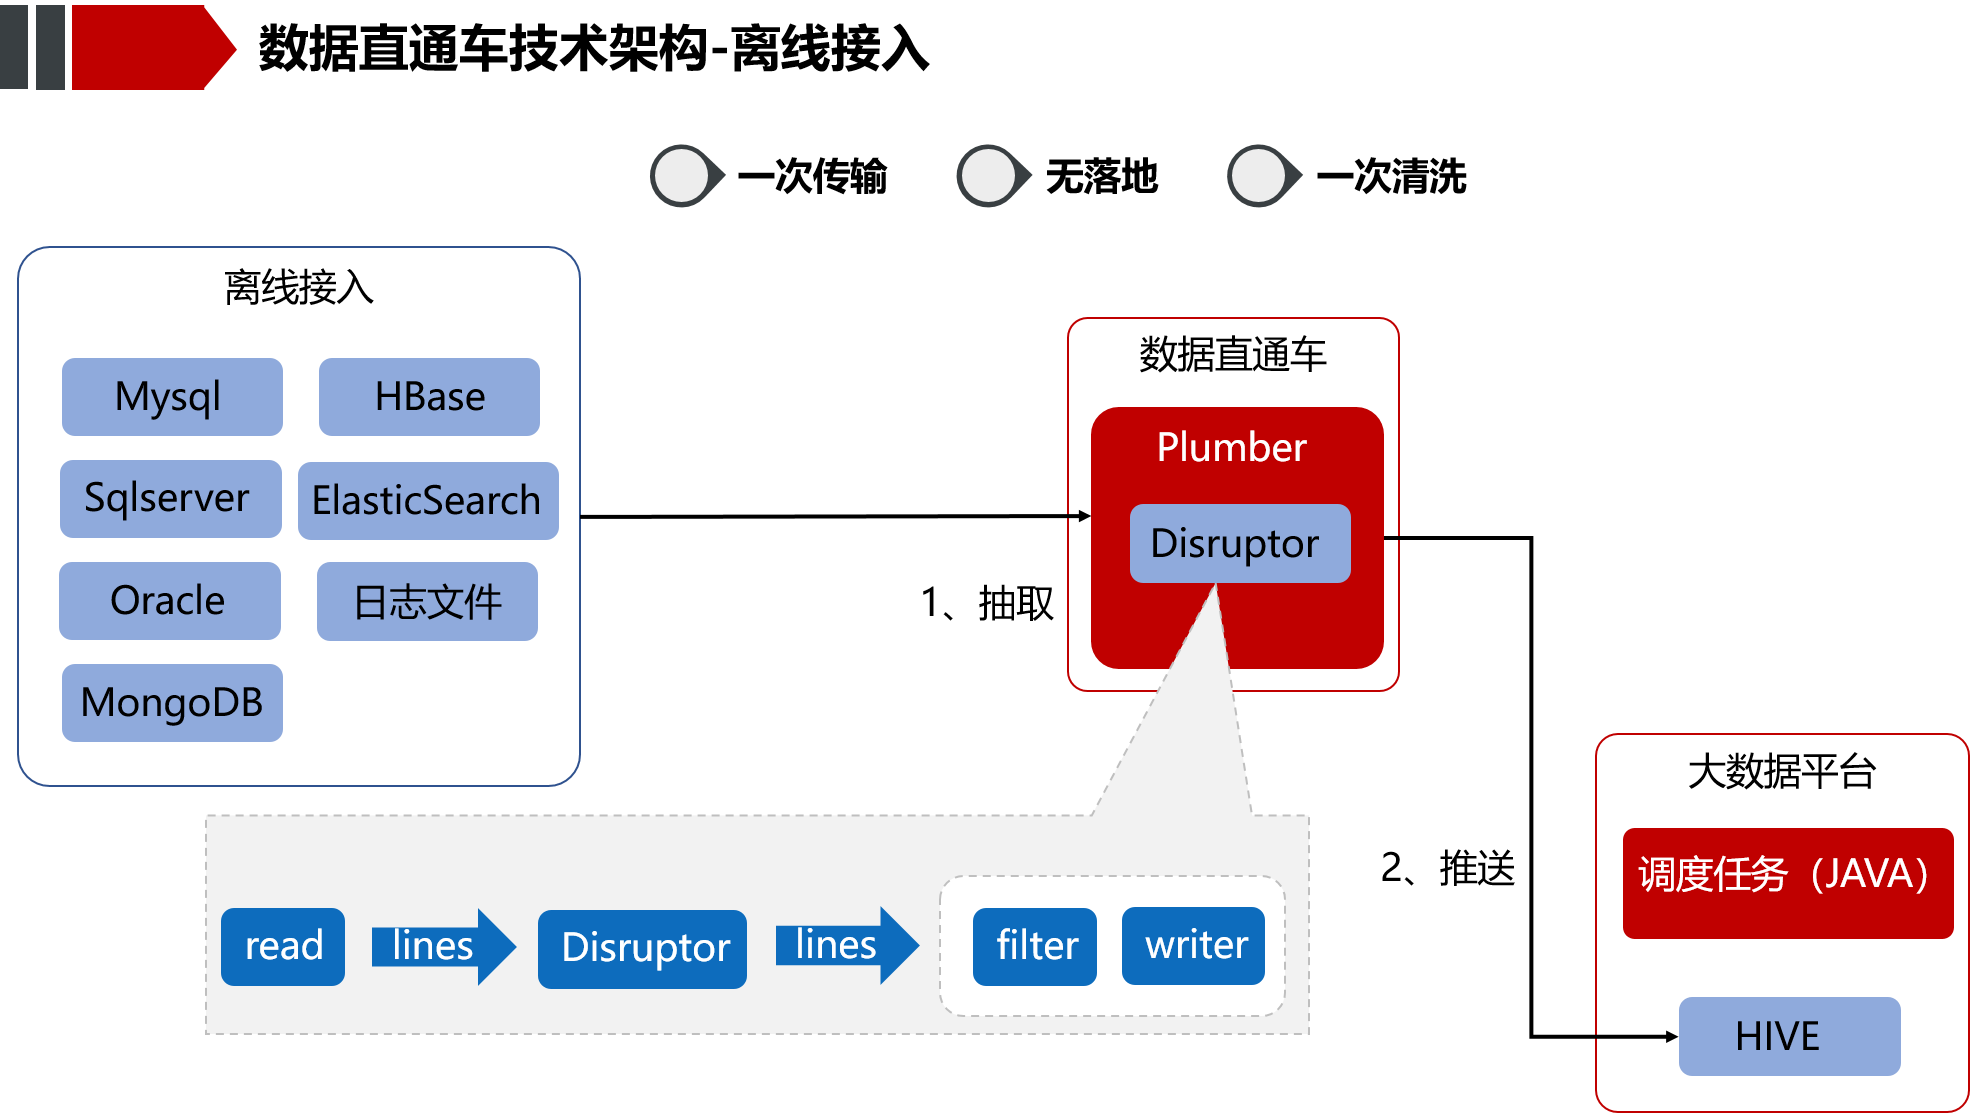 数据直通车技术架构-离线接入
一次传输
无落地
一次清洗
离线接入
Mysql
HBase
Sqlserver
ElasticSearch
Oracle
日志文件
MongoDB
1、抽取
数据直通车
Plumber
Disruptor
read
lines
Disruptor
lines
filter
writer
2、推送
大数据平台
调度任务（JAVA）
HIVE